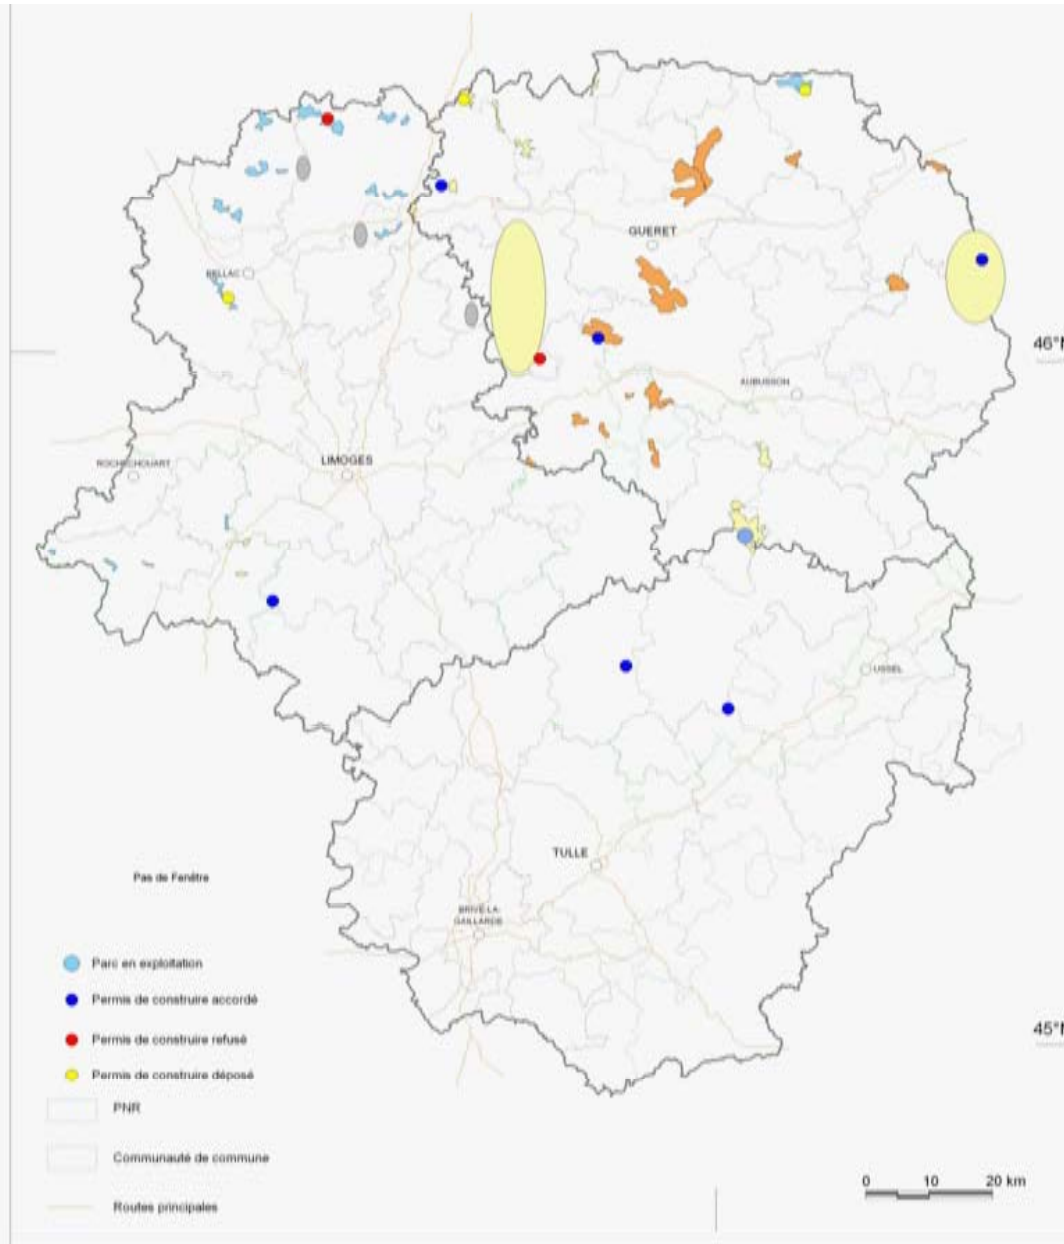 GUERET
46°N
BELLAC
AUBUSSON
ROCHECHOUART
LIMOGES
USSEL
TULLE
Pas de Fenêtre
BRIVE-LA-
GAILLARDE
Parc en exploitation
Permis de construire accordé
45°N
Permis de construire refusé
Permis de construire déposé
PNR
Communauté de commune
0 10 20 km
Routes principales